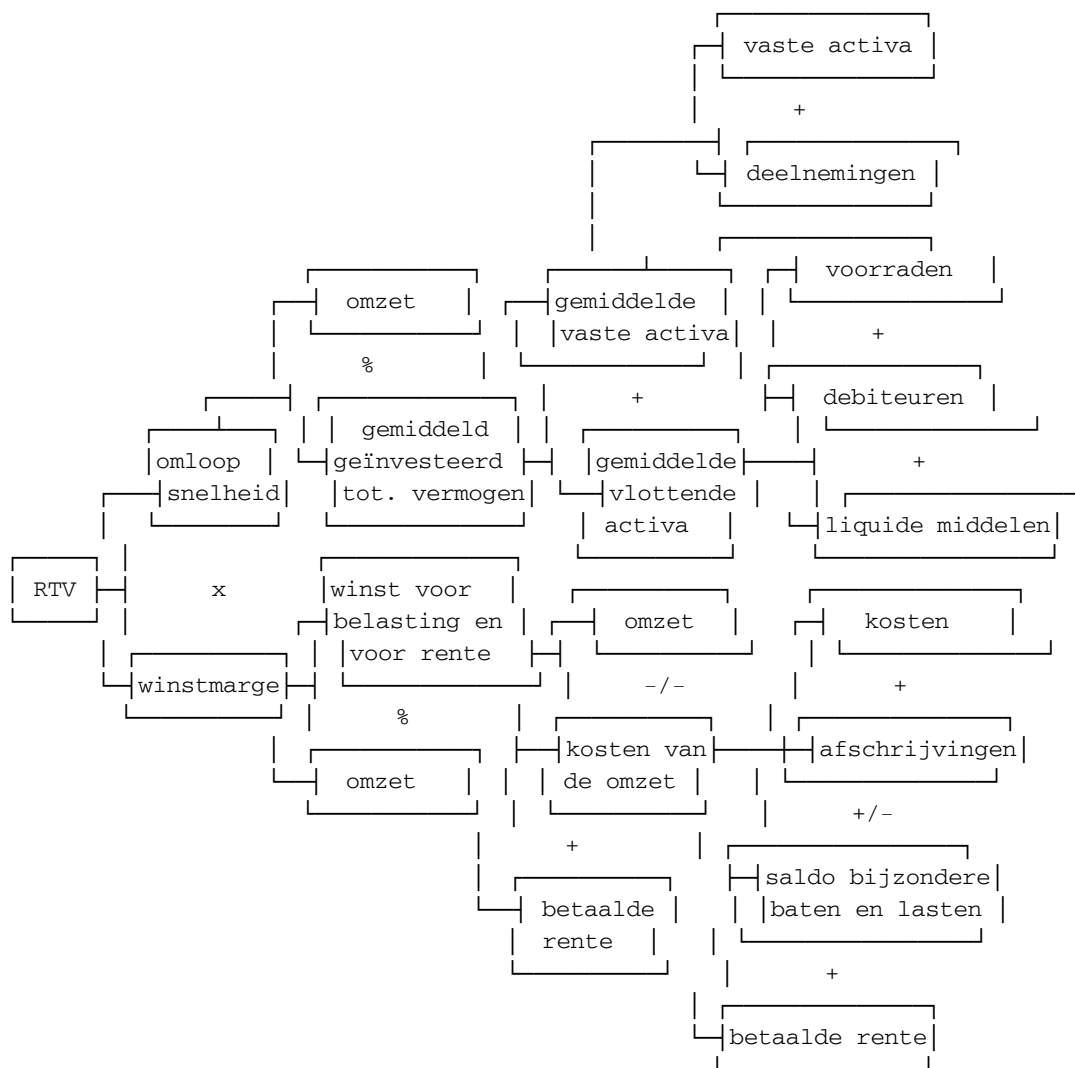 vaste activa
+
deelnemingen
voorraden
omzet
gemiddelde
vaste activa
+
%
+
debiteuren
gemiddeld
omloop
geïnvesteerd
gemiddelde
+
snelheid
tot. vermogen
vlottende
activa
liquide middelen
RTV
x
winst voor
belasting en
omzet
kosten
voor rente
winstmarge
-/-
+
%
kosten van
afschrijvingen
omzet
de omzet
+/-
+
saldo bijzondere
betaalde
baten en lasten
rente
+
betaalde rente